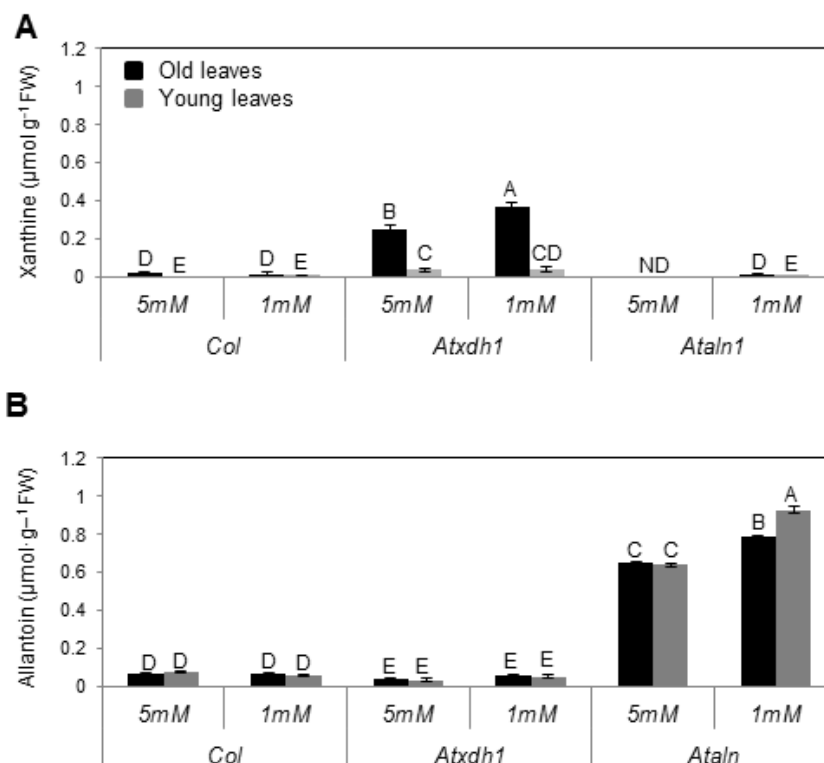 A
1.2
Old leaves
1
Young leaves
0.8
0.6
0.4
0.2
0
Xanthine (µmol g⁻¹ FW)
D E D E B C A CD ND D E
5mM 1mM 5mM 1mM 5mM 1mM
Col Atxdh1 Ataln1
B
1.2
1
0.8
0.6
0.4
0.2
0
Allantoin (µmol·g–¹ FW)
D D D D E E E E C C B A
5mM 1mM 5mM 1mM 5mM 1mM
Col Atxdh1 Ataln